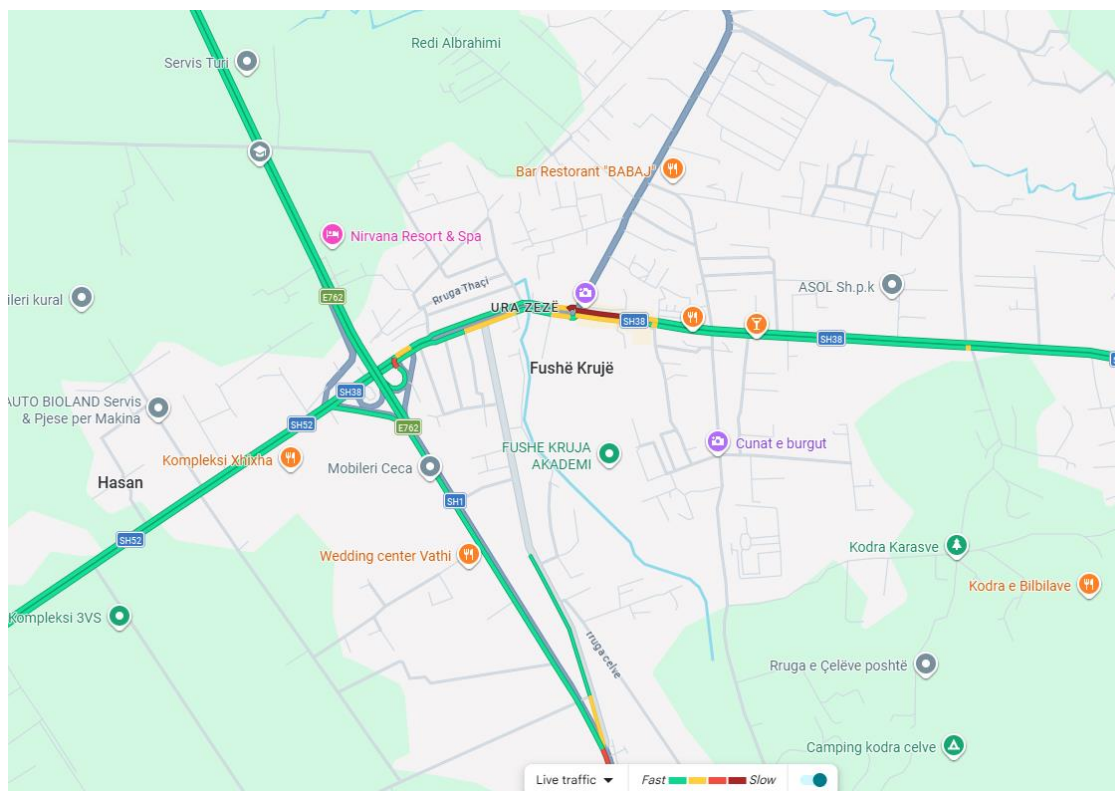 Redi Albrahimi
Servis Turi
Bar Restorant "BABAJ"
Nirvana Resort & Spa
Rruga Thaçi
ASOL Sh.p.k
ileri kural
E762
URA ZEZË
SH38
SH38
Fushë Krujë
SH38
AUTO BIOLAND Servis
& Pjese per Makina
SH52
E762
Cunat e burgut
FUSHE KRUJA
AKADEMI
Kompleksi Xhixha
Mobileri Ceca
Hasan
SH1
SH52
Wedding center Vathi
Kodra Karasve
Kodra e Bilbilave
Kompleksi 3VS
rruga celve
Rruga e Çelëve poshtë
Camping kodra celve
Live traffic
Fast
Slow